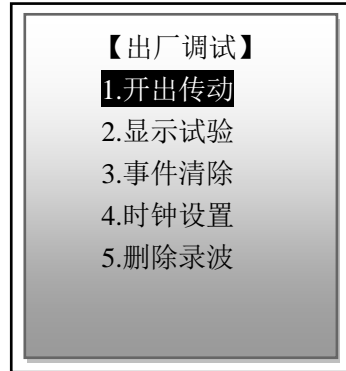 【出厂调试】
1.开出传动
2.显示试验
3.事件清除
4.时钟设置
5.删除录波